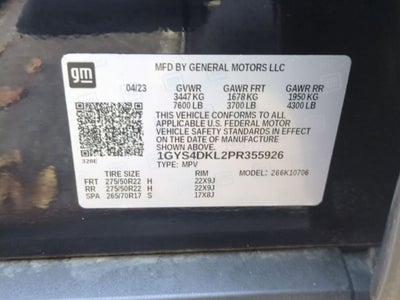 gm
MFD BY GENERAL MOTORS LLC
04/23 GVWR GAWR FRT GAWR RR
3447 KG 1678 KG 1950 KG
7600 LB 3700 LB 4300 LB
THIS VEHICLE CONFORMS TO ALL
APPLICABLE U.S. FEDERAL MOTOR
VEHICLE SAFETY STANDARDS IN EFFECT
ON THE DATE OF MANUFACTURE
SHOWN ABOVE.
1GYS4DKL2PR355926
TYPE: MPV
328E
TIRE SIZE RIM 266K10706
FRT 275/50R22 H 22X9J
RR 275/50R22 H 22X9J
SPA 265/70R17 S 17X8J